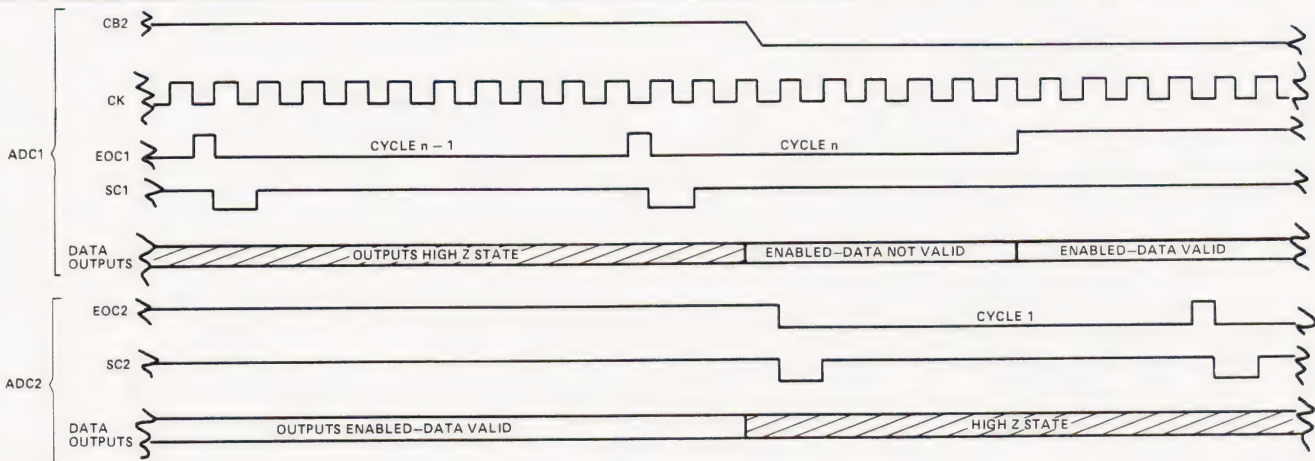 CB2
CK
ADC1
EOC1
CYCLE n – 1
CYCLE n
SC1
DATA
OUTPUTS
OUTPUTS HIGH Z STATE
ENABLED–DATA NOT VALID
ENABLED–DATA VALID
EOC2
CYCLE 1
SC2
ADC2
DATA
OUTPUTS
OUTPUTS ENABLED–DATA VALID
HIGH Z STATE